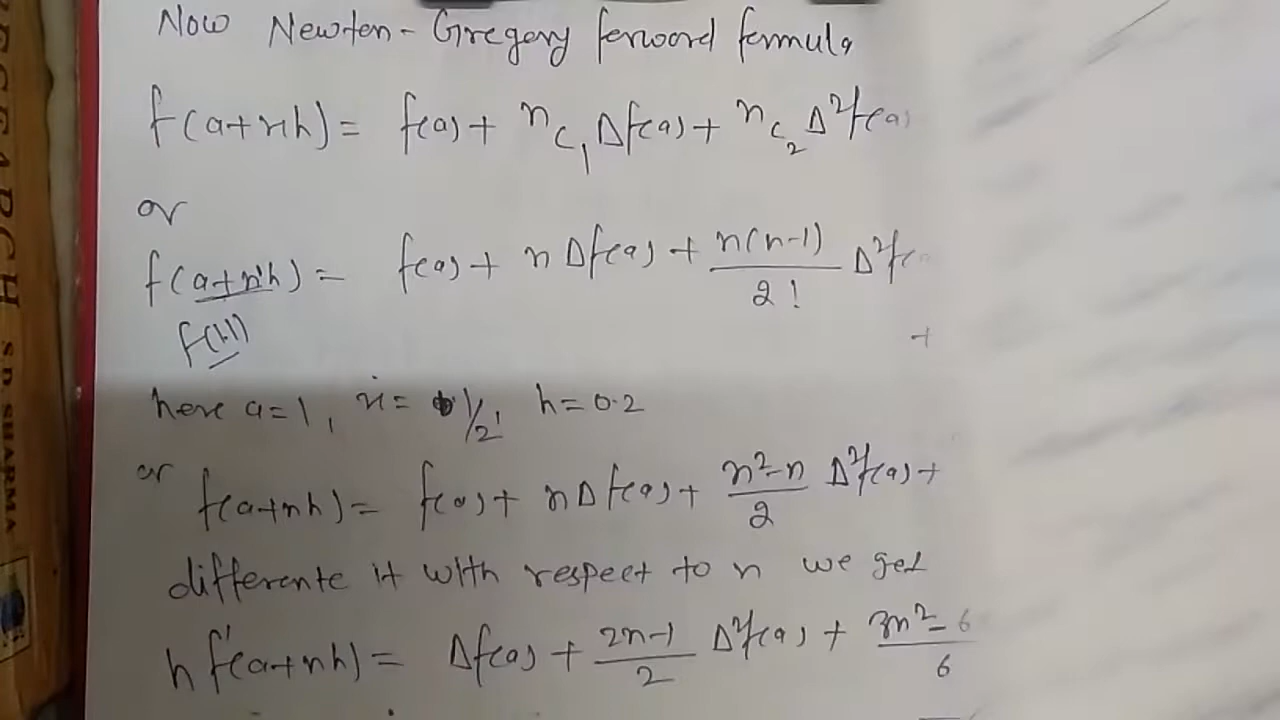 Now Newton-Gregory forword formula
f(a+nh) = f(a) + nC1 Δf(a) + nC2 Δ²f(a)
or
f(a+nh) = f(a) + n Δf(a) + n(n-1)/2! Δ²f(
f(1.1)
+
here a=1, n= 1/2, h=0.2
or f(a+nh) = f(a) + nΔf(a) + n²-n/2 Δ²f(a) +
differente it with respect to n we get
h f'(a+nh) = Δf(a) + 2n-1/2 Δ²f(a) + 3n²-6/6
RESEARCH S.D. SHARMA